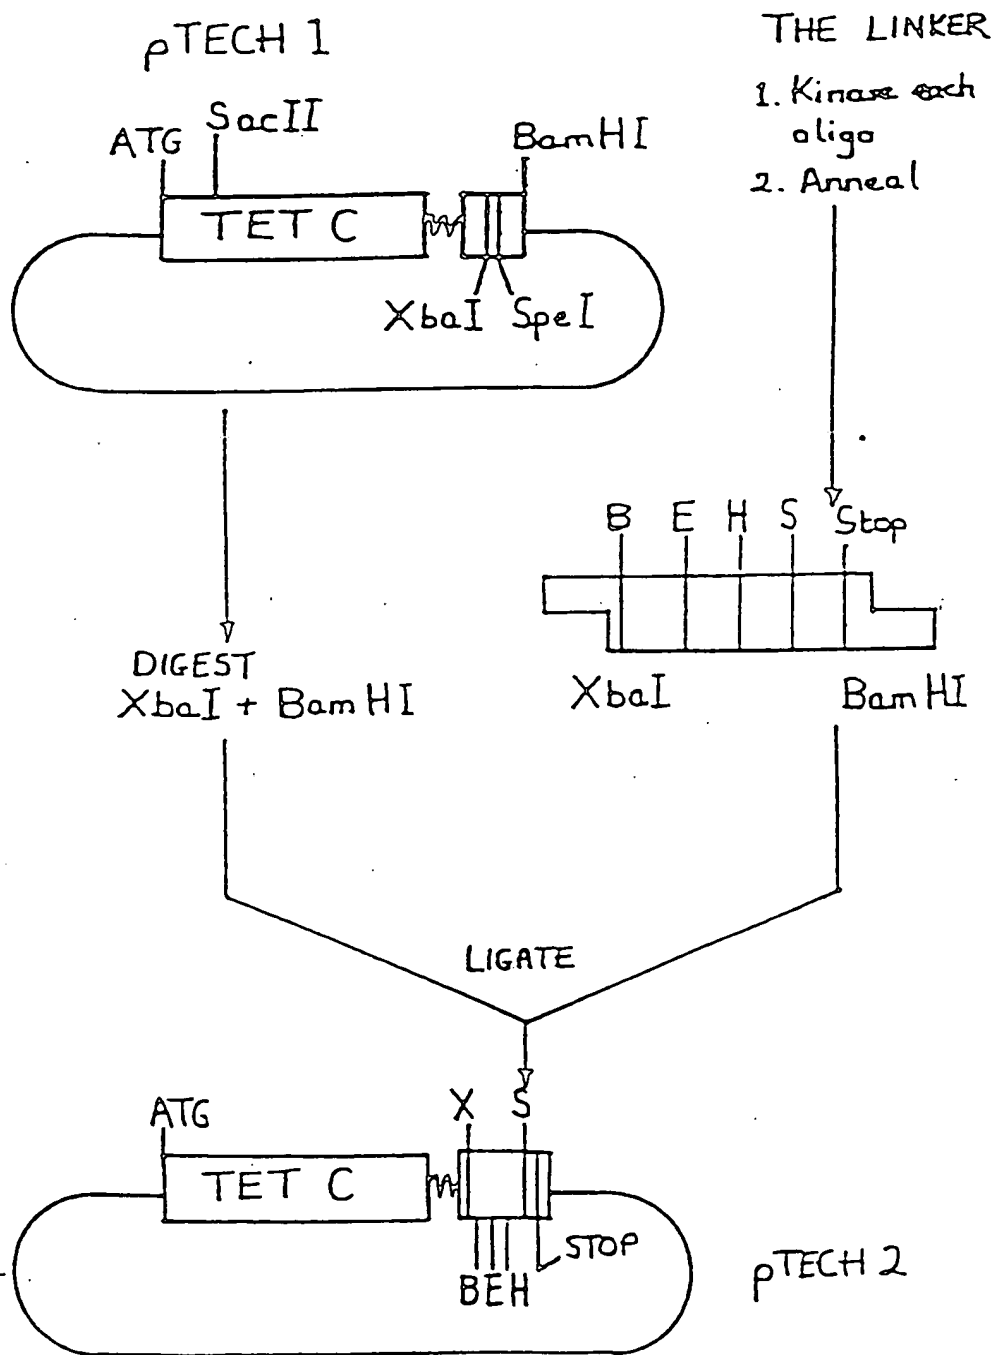 pTECH 1
THE LINKER
1. Kinase each
oligo
2. Anneal
ATG
SacII
BamHI
TET C
XbaI SpeI
B E H S Stop
XbaI BamHI
DIGEST
XbaI + BamHI
LIGATE
ATG
X S
TET C
STOP
BEH
pTECH 2